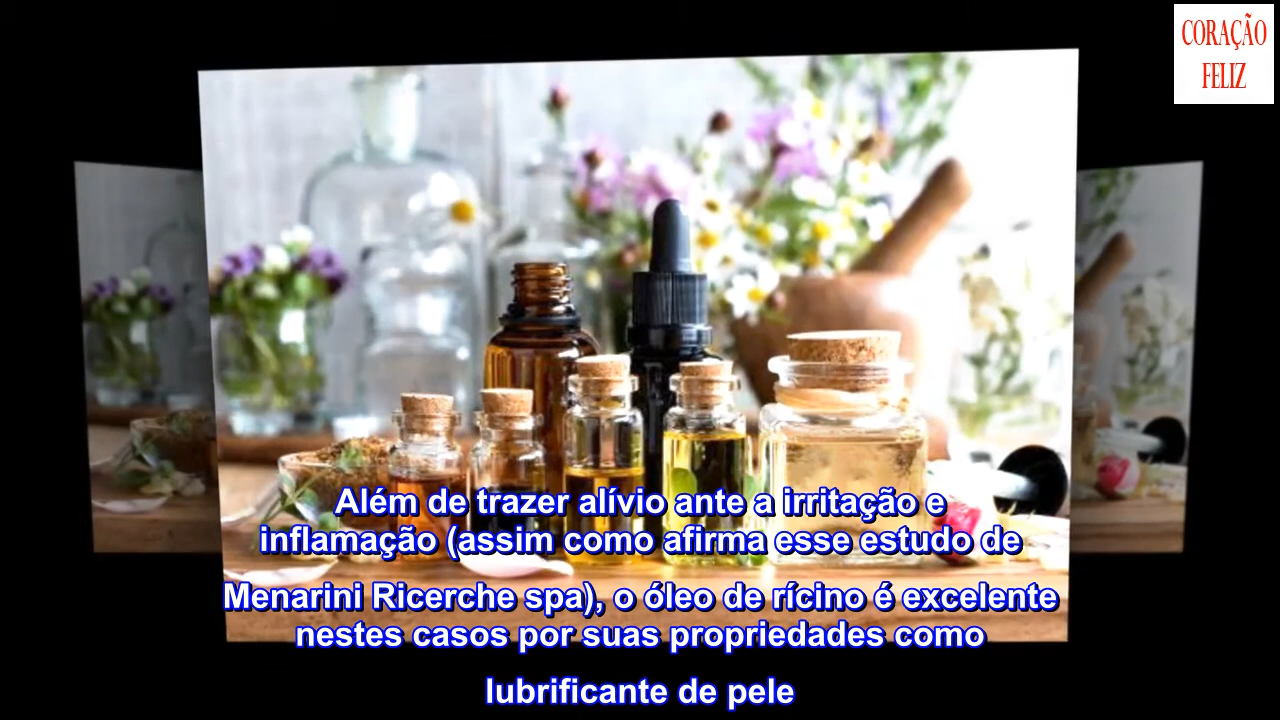 CORAÇÃO
FELIZ
Além de trazer alívio ante a irritação e
inflamação (assim como afirma esse estudo de
Menarini Ricerche spa), o óleo de rícino é excelente
nestes casos por suas propriedades como
lubrificante de pele